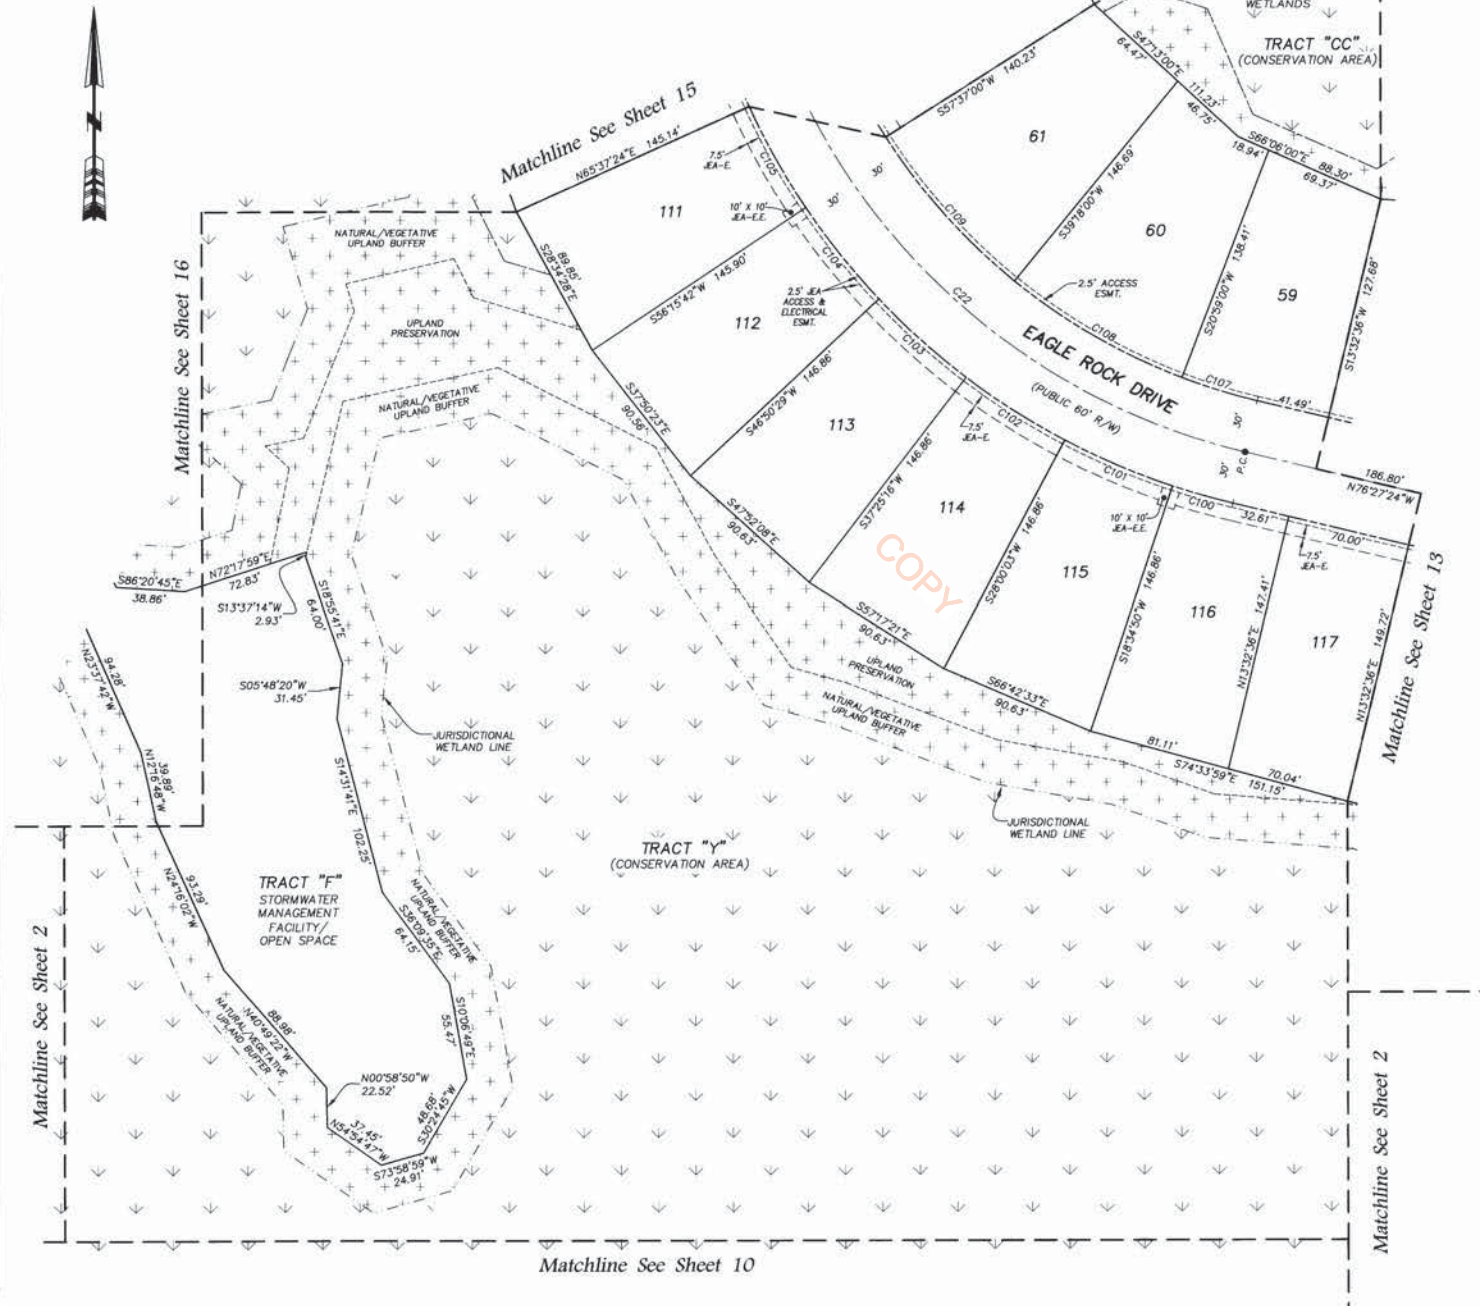 N
WETLANDS
TRACT "CC"
(CONSERVATION AREA)
S47°13'00"E
64.47'
111.23'
46.75'
S66°06'00"E
18.94'
88.30'
69.37'
Matchline See Sheet 15
N65°37'24"E 145.14'
S57°37'00"W 140.23'
61
7.5'
JEA-E.
C105
30'
30'
C109
S39°18'00"W 146.69'
60
S20°59'00"W 138.41'
59
S13°32'36"W 127.68'
111
10' X 10'
JEA-E.E.
C104
NATURAL/VEGETATIVE
UPLAND BUFFER
89.86'
S28°34'28"E
S56°15'42"W 145.90'
2.5' JEA
ACCESS &
ELECTRICAL
ESMT.
C22
2.5' ACCESS
ESMT.
Matchline See Sheet 16
UPLAND
PRESERVATION
112
C103
EAGLE ROCK DRIVE
(PUBLIC 60' R/W)
C108
C107
41.49'
30'
30'
P.C.
186.80'
N76°27'24"W
NATURAL/VEGETATIVE
UPLAND BUFFER
S37°50'23"E
90.56'
S46°50'29"W 146.86'
113
7.5'
JEA-E.
C102
C101
C100
32.61'
70.00'
10' X 10'
JEA-E.E.
7.5'
JEA-E.
S47°52'08"E
90.63'
S37°25'16"W 146.86'
114
S28°00'03"W 146.86'
115
S18°34'50"W 146.86'
116
N13°32'36"E 147.41'
117
N13°32'36"E 149.72'
Matchline See Sheet 13
COPY
S86°20'45"E
38.86'
N72°17'59"E
72.83'
S13°37'14"W
2.93'
S18°55'41"E
64.00'
S57°17'21"E
90.63'
UPLAND
PRESERVATION
S66°42'33"E
90.63'
NATURAL/VEGETATIVE
UPLAND BUFFER
94.28'
N23°37'42"W
S05°48'20"W
31.45'
JURISDICTIONAL
WETLAND LINE
81.11'
S74°33'59"E
70.04'
151.15'
39.89'
N12°16'48"W
S14°31'41"E 102.25'
JURISDICTIONAL
WETLAND LINE
TRACT "Y"
(CONSERVATION AREA)
93.29'
N24°16'02"W
TRACT "F"
STORMWATER
MANAGEMENT
FACILITY/
OPEN SPACE
NATURAL/VEGETATIVE
UPLAND BUFFER
S36°09'35"E
64.15'
Matchline See Sheet 2
88.98'
N40°49'22"W
NATURAL/VEGETATIVE
UPLAND BUFFER
S10°06'49"E
55.47'
N00°58'50"W
22.52'
48.68'
S30°24'45"W
37.45'
N54°54'47"W
S73°58'59"W
24.91'
Matchline See Sheet 2
Matchline See Sheet 10